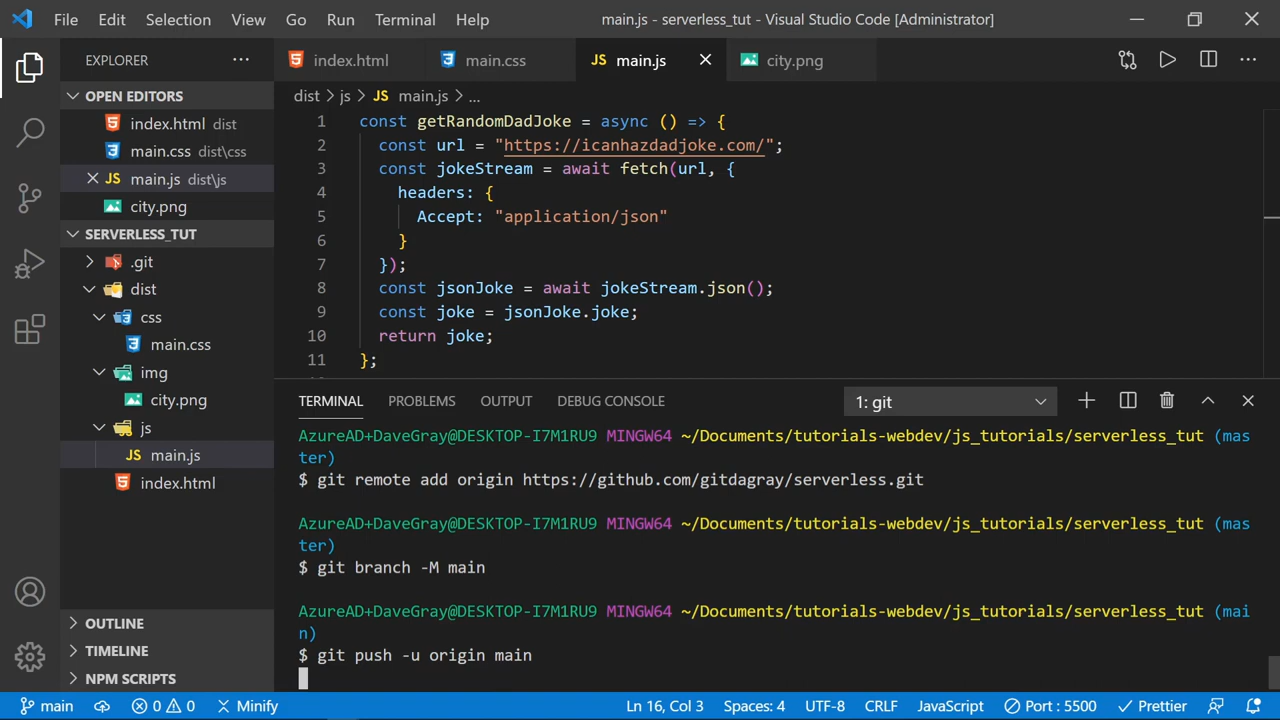 File Edit Selection View Go Run Terminal Help main.js - serverless_tut - Visual Studio Code [Administrator]
EXPLORER
index.html main.css JS main.js city.png
OPEN EDITORS
index.html dist
main.css dist\css
JS main.js dist\js
city.png
SERVERLESS_TUT
.git
dist
css
main.css
img
city.png
js
JS main.js
index.html
OUTLINE
TIMELINE
NPM SCRIPTS
dist > js > JS main.js > ...
1 const getRandomDadJoke = async () => {
2 const url = "https://icanhazdadjoke.com/";
3 const jokeStream = await fetch(url, {
4 headers: {
5 Accept: "application/json"
6 }
7 });
8 const jsonJoke = await jokeStream.json();
9 const joke = jsonJoke.joke;
10 return joke;
11 };
TERMINAL PROBLEMS OUTPUT DEBUG CONSOLE 1: git
AzureAD+DaveGray@DESKTOP-I7M1RU9 MINGW64 ~/Documents/tutorials-webdev/js_tutorials/serverless_tut (mas
ter)
$ git remote add origin https://github.com/gitdagray/serverless.git
AzureAD+DaveGray@DESKTOP-I7M1RU9 MINGW64 ~/Documents/tutorials-webdev/js_tutorials/serverless_tut (mas
ter)
$ git branch -M main
AzureAD+DaveGray@DESKTOP-I7M1RU9 MINGW64 ~/Documents/tutorials-webdev/js_tutorials/serverless_tut (mai
n)
$ git push -u origin main
main 0 0 Minify Ln 16, Col 3 Spaces: 4 UTF-8 CRLF JavaScript Port : 5500 Prettier